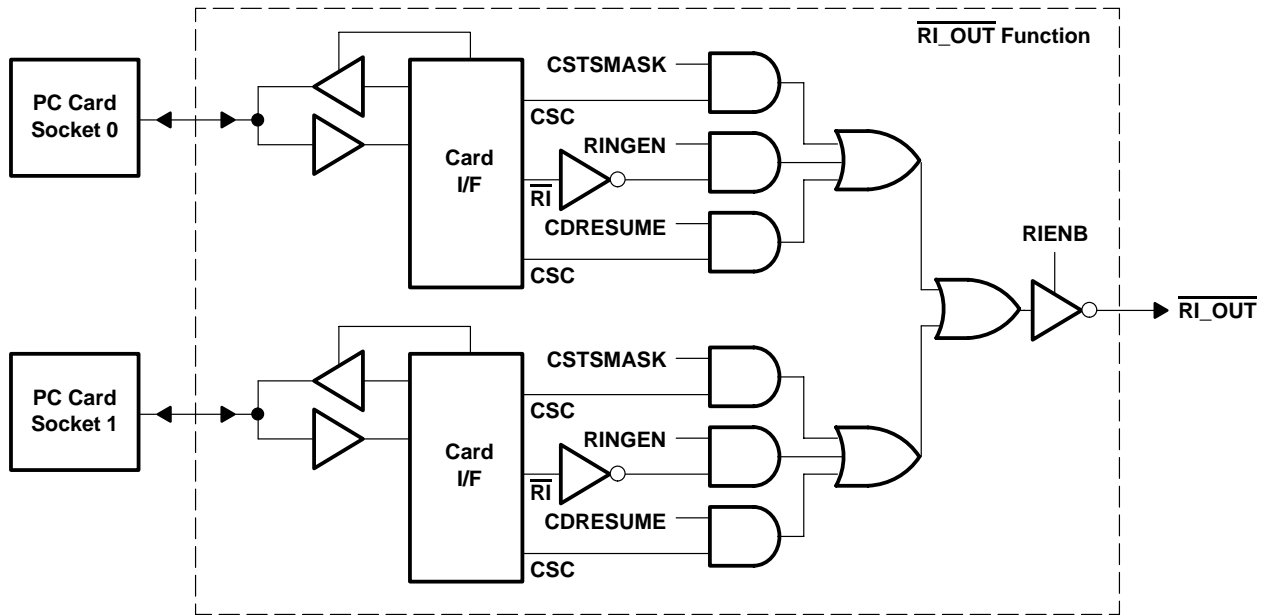 RI_OUT Function
PC Card
Socket 0
CSTSMASK
CSC
RINGEN
Card
I/F
RI
CDRESUME
CSC
RIENB
RI_OUT
PC Card
Socket 1
CSTSMASK
CSC
RINGEN
Card
I/F
RI
CDRESUME
CSC